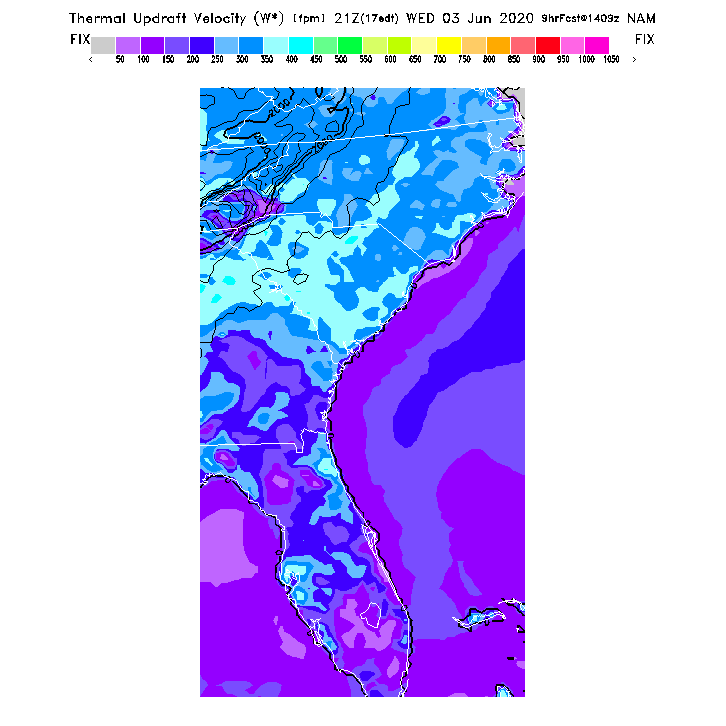 Thermal Updraft Velocity (W*) [fpm] 21Z(17edt) WED 03 Jun 2020 9hrFcst@1409z NAM
FIX FIX
< 50 100 150 200 250 300 350 400 450 500 550 600 650 700 750 800 850 900 950 1000 1050 >
2000